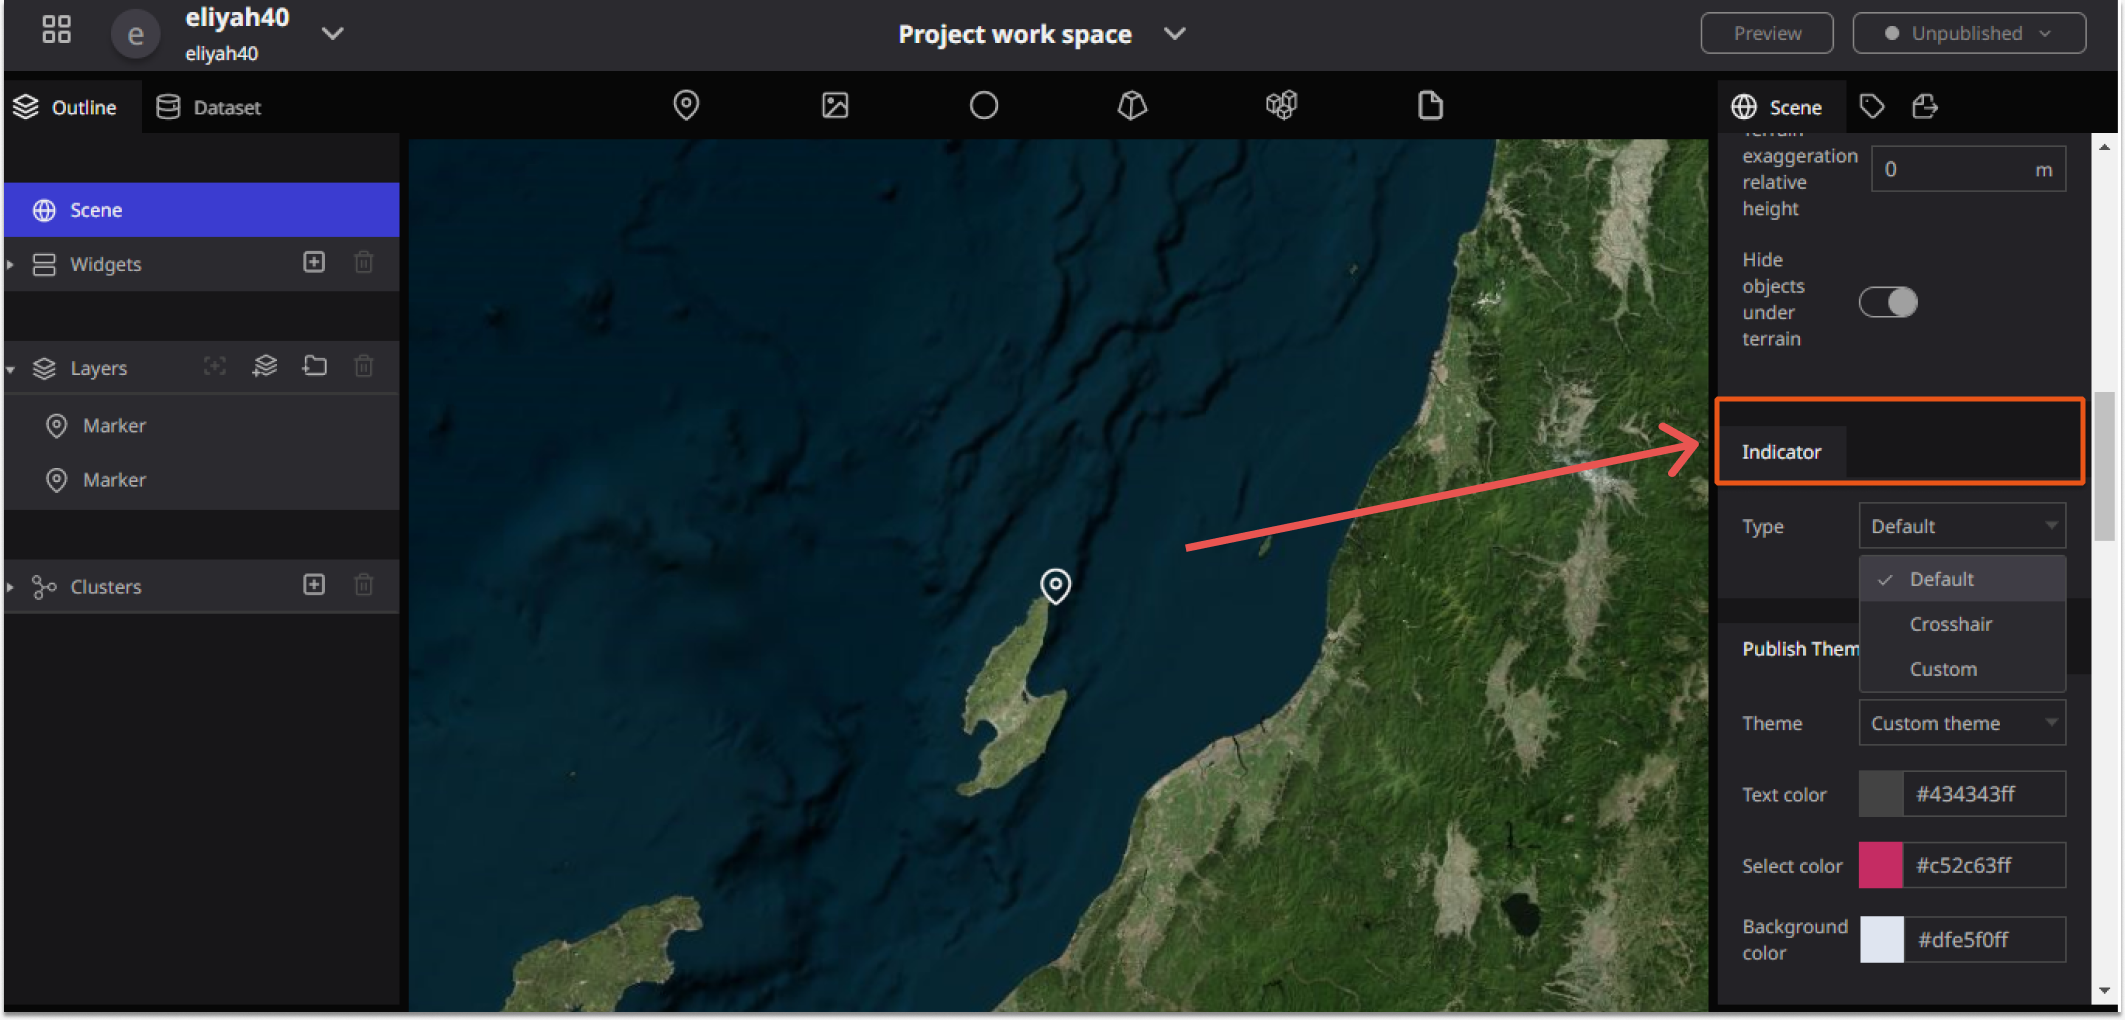 eliyah40
e
eliyah40
Project work space
Preview
Unpublished
Outline
Dataset
Scene
Terrain
exaggeration
relative
height
0
m
Scene
Widgets
Hide
objects
under
terrain
Layers
Marker
Marker
Indicator
Type
Default
Default
Crosshair
Custom
Clusters
Publish Them
Theme
Custom theme
Text color
#434343ff
Select color
#c52c63ff
Background
color
#dfe5f0ff